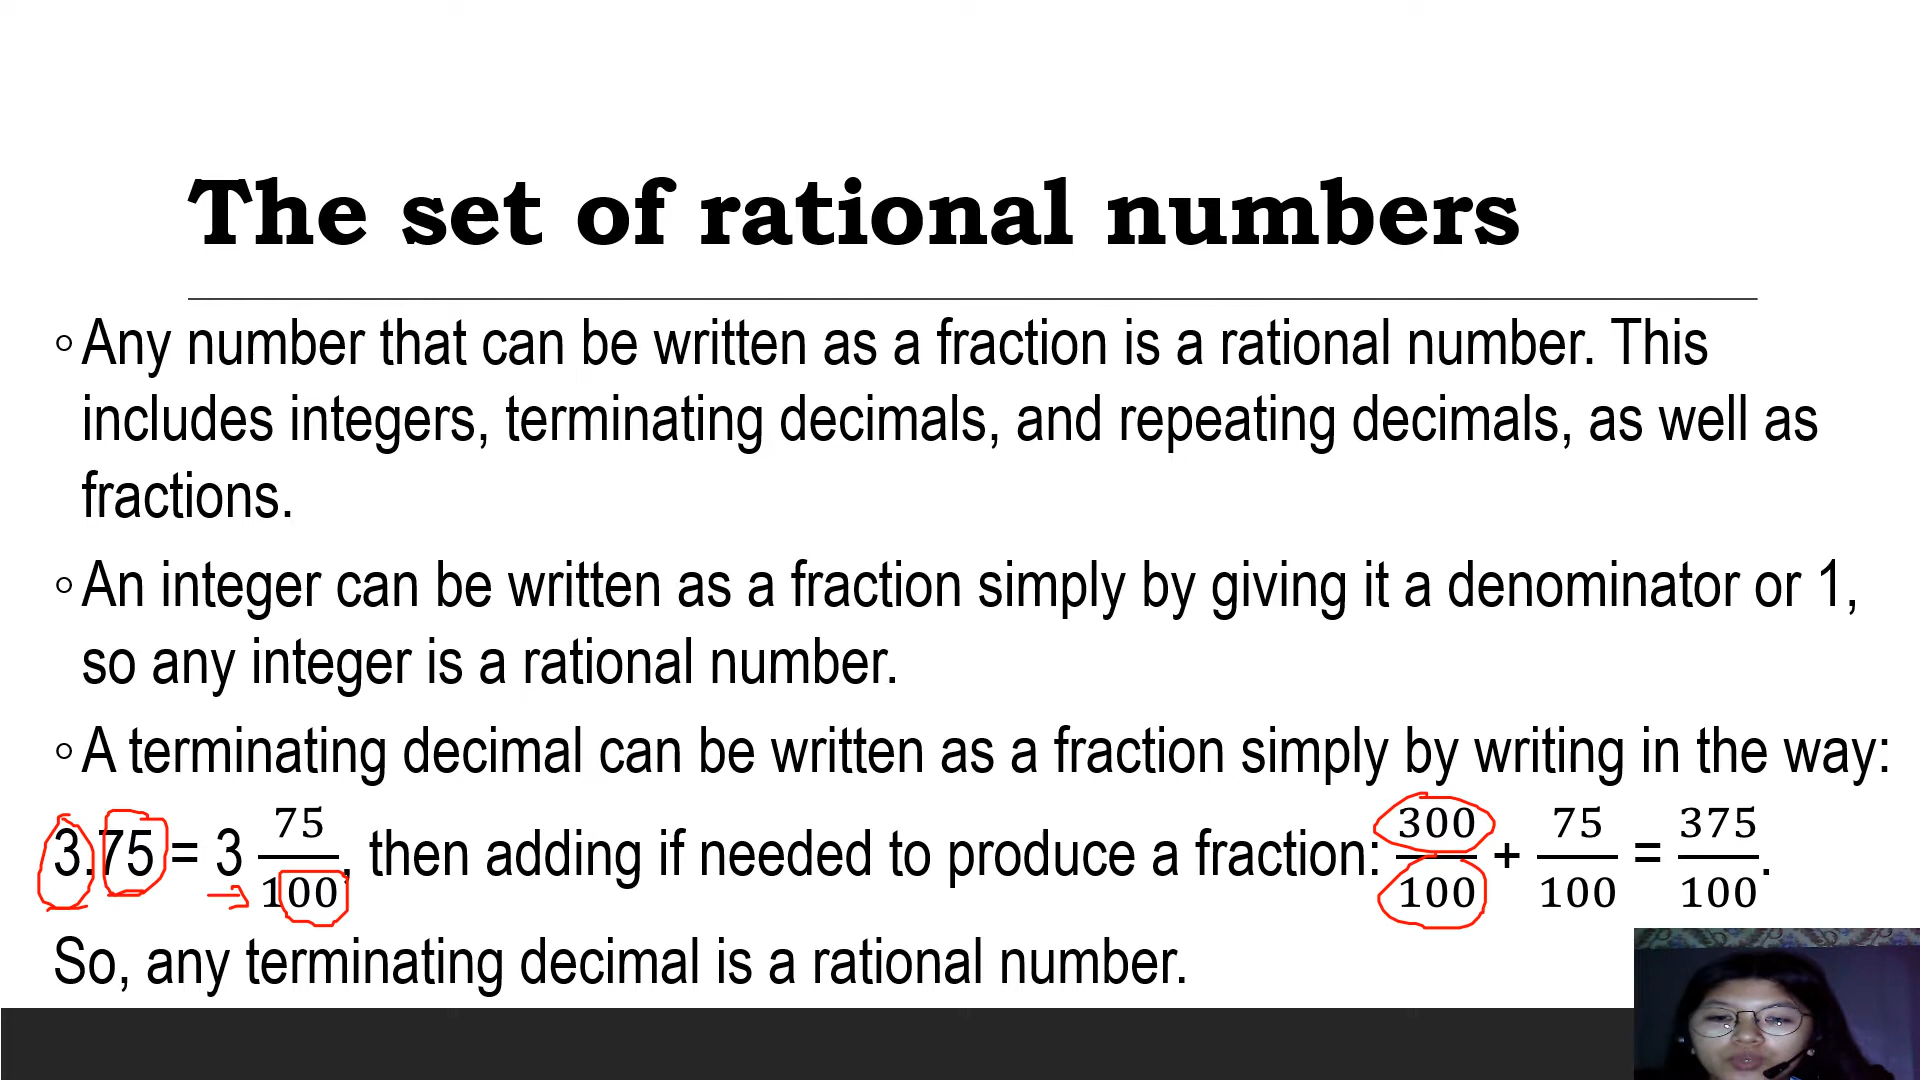 The set of rational numbers
◦Any number that can be written as a fraction is a rational number. This
includes integers, terminating decimals, and repeating decimals, as well as
fractions.
◦An integer can be written as a fraction simply by giving it a denominator or 1,
so any integer is a rational number.
◦A terminating decimal can be written as a fraction simply by writing in the way:
3.75 = 3 75/100, then adding if needed to produce a fraction: 300/100 + 75/100 = 375/100.
So, any terminating decimal is a rational number.